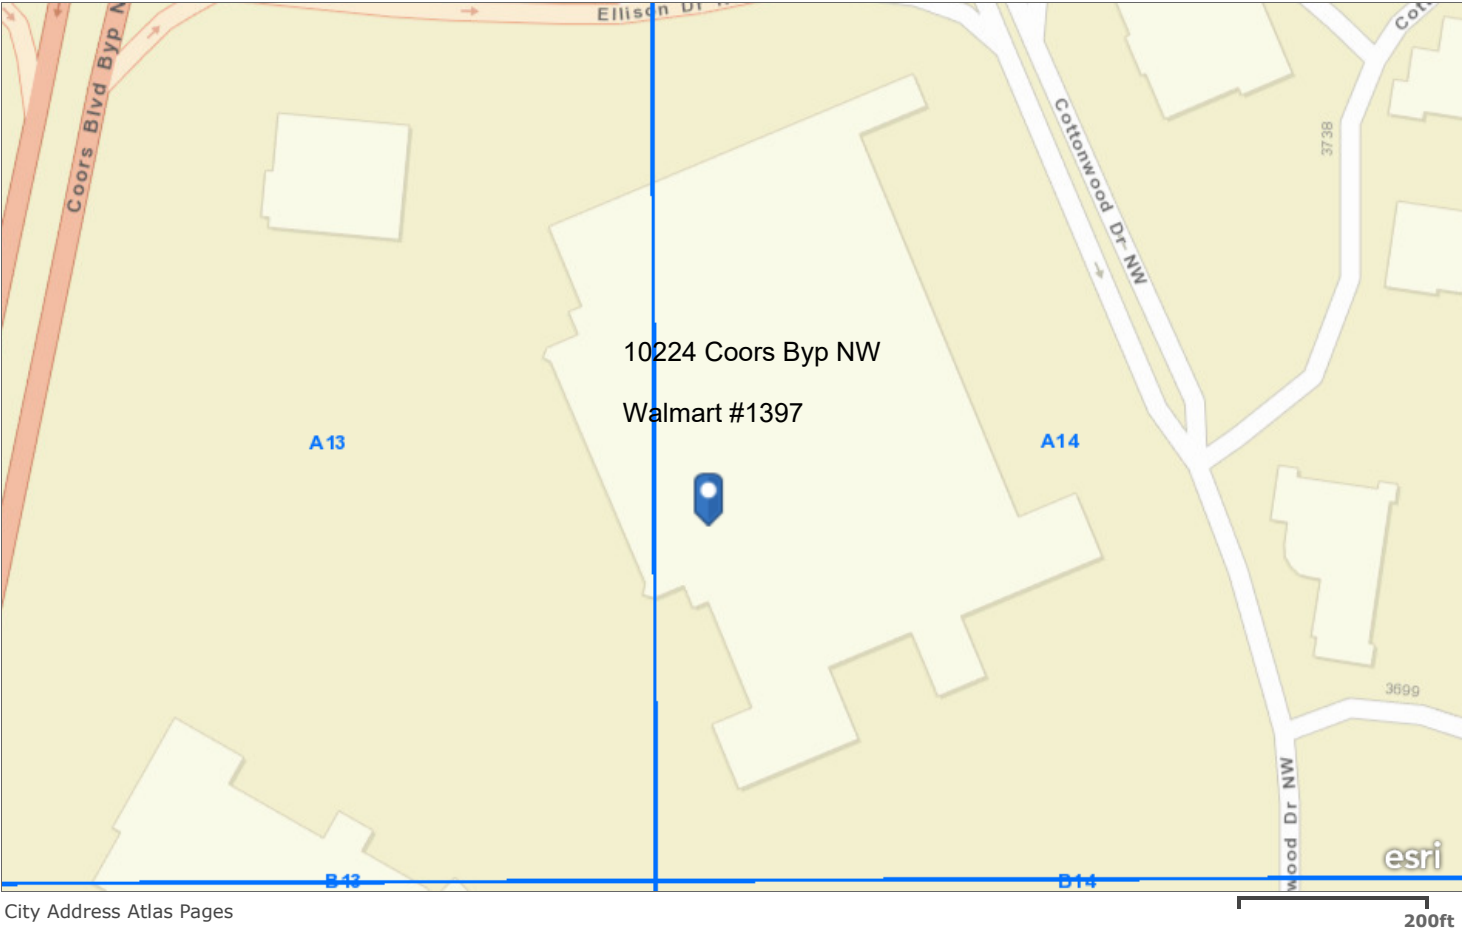 Ellison Dr
Coors Blvd Byp N
Cottonwood Dr NW
3738
10224 Coors Byp NW
Walmart #1397
A13
A14
3699
wood Dr NW
B13
B14
esri
City Address Atlas Pages
200ft